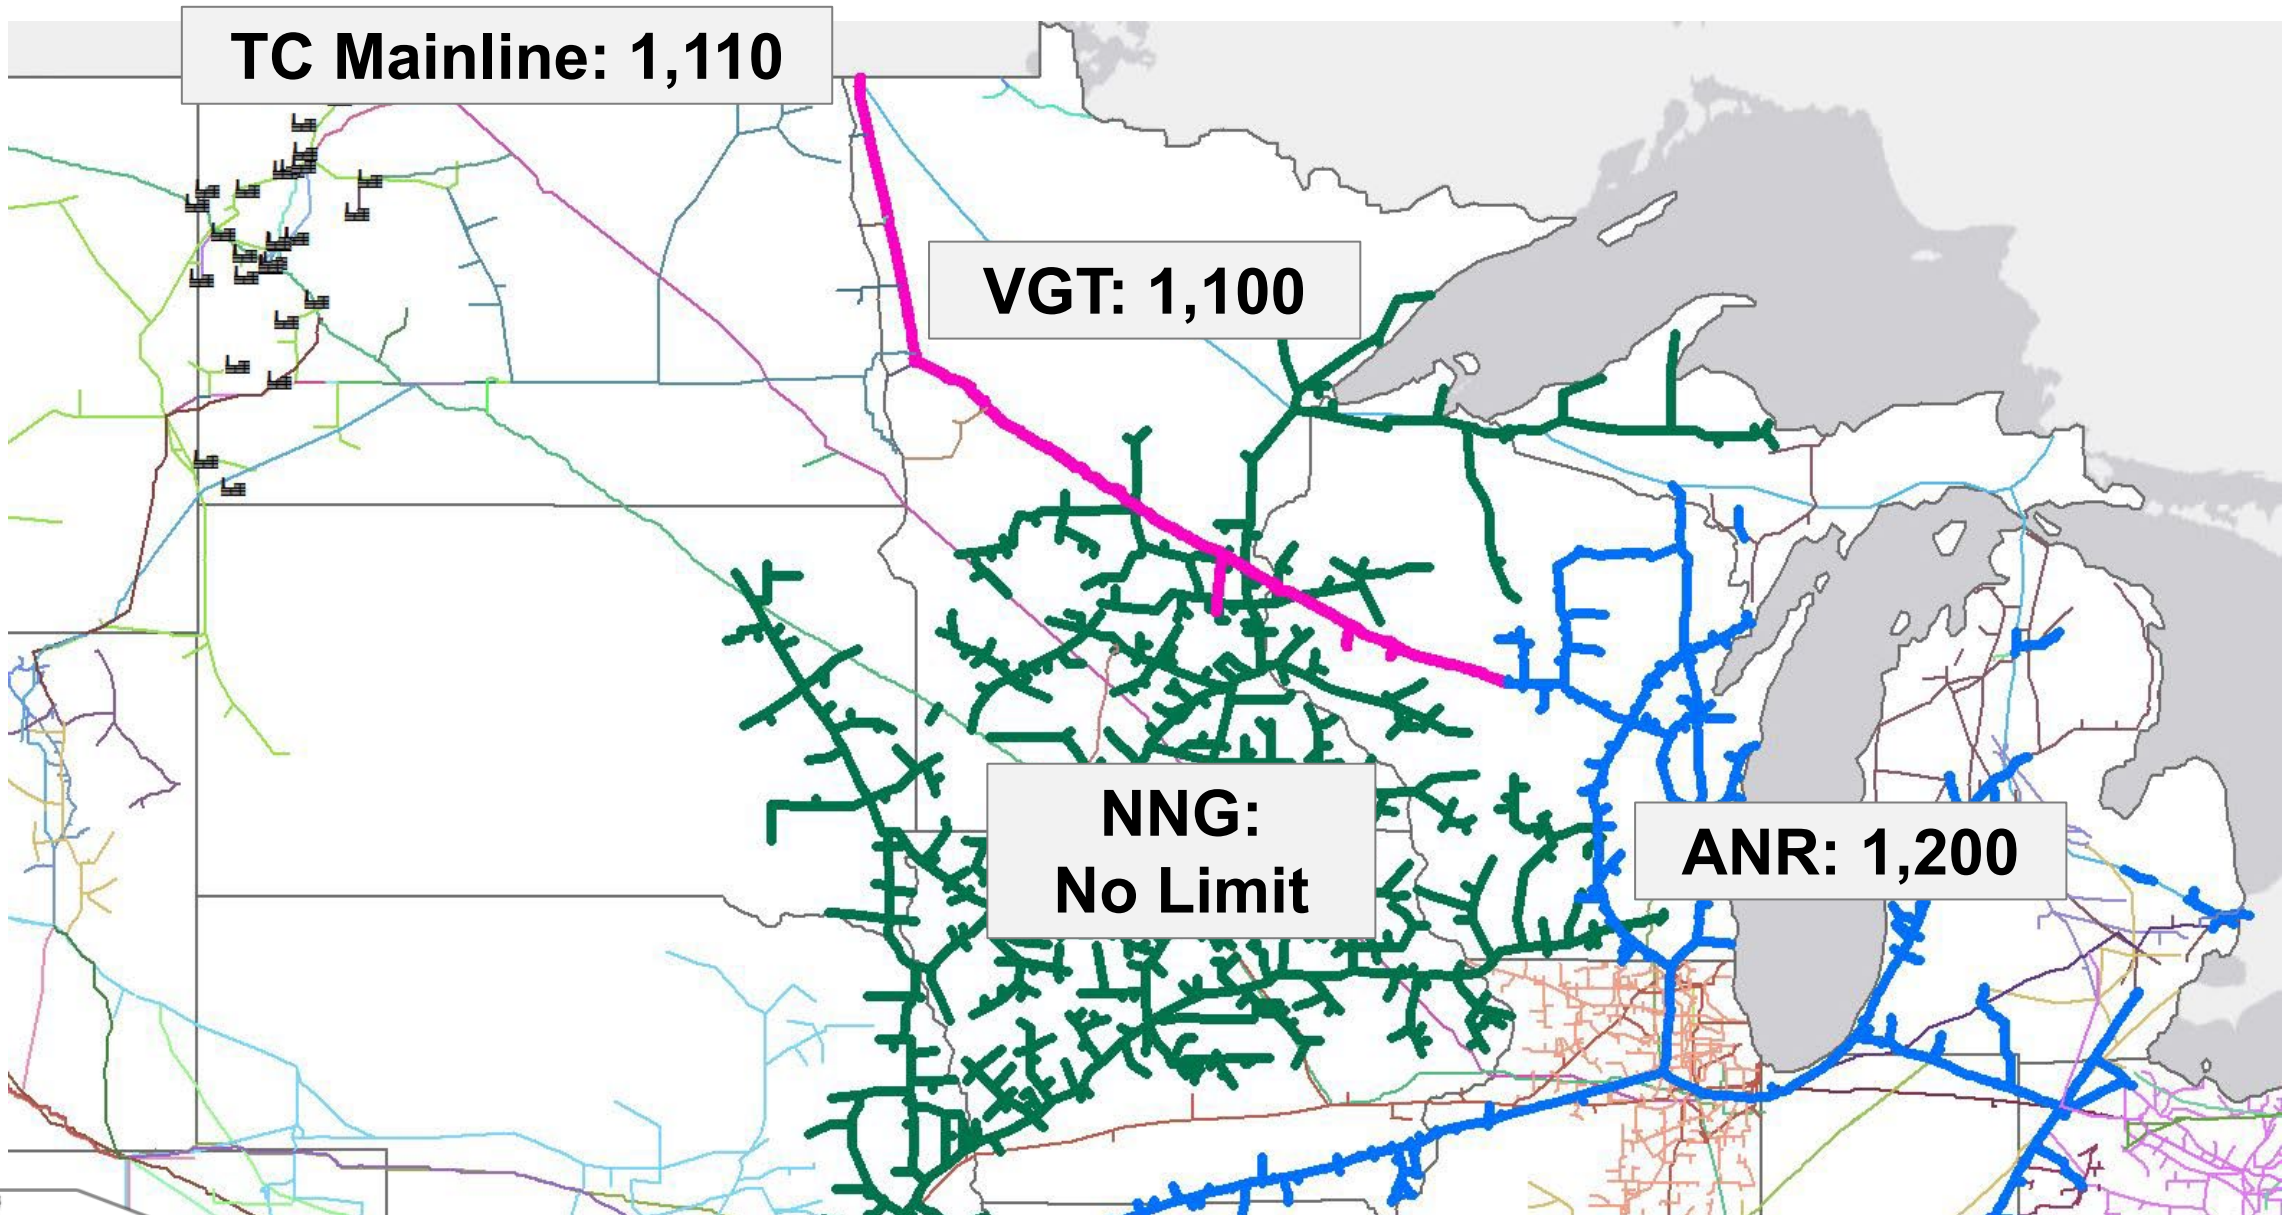 TC Mainline: 1,110
VGT: 1,100
NNG:
No Limit
ANR: 1,200